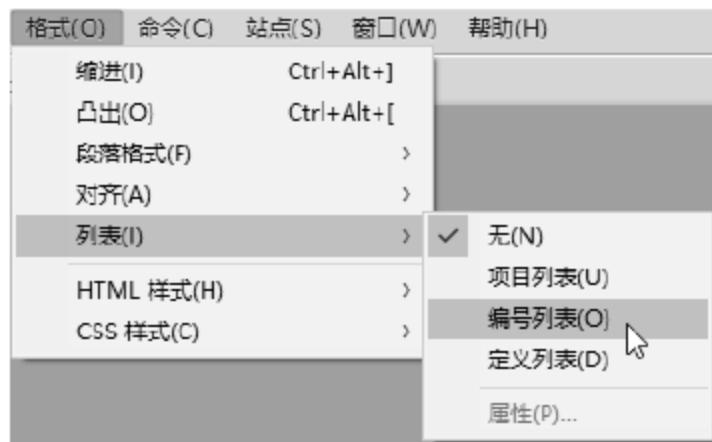 格式(O) 命令(C) 站点(S) 窗口(W) 帮助(H)
缩进(I) Ctrl+Alt+]
凸出(O) Ctrl+Alt+[
段落格式(F)
对齐(A)
列表(I)
HTML 样式(H)
CSS 样式(C)
无(N)
项目列表(U)
编号列表(O)
定义列表(D)
属性(P)...